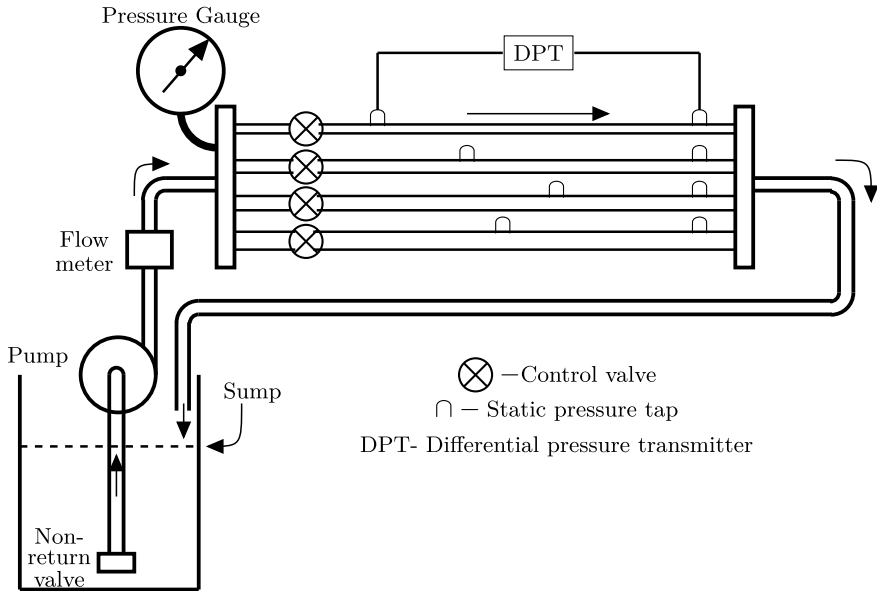 Pressure Gauge
DPT
Flow
meter
Pump
Sump
–Control valve
– Static pressure tap
DPT- Differential pressure transmitter
Non-
return
valve